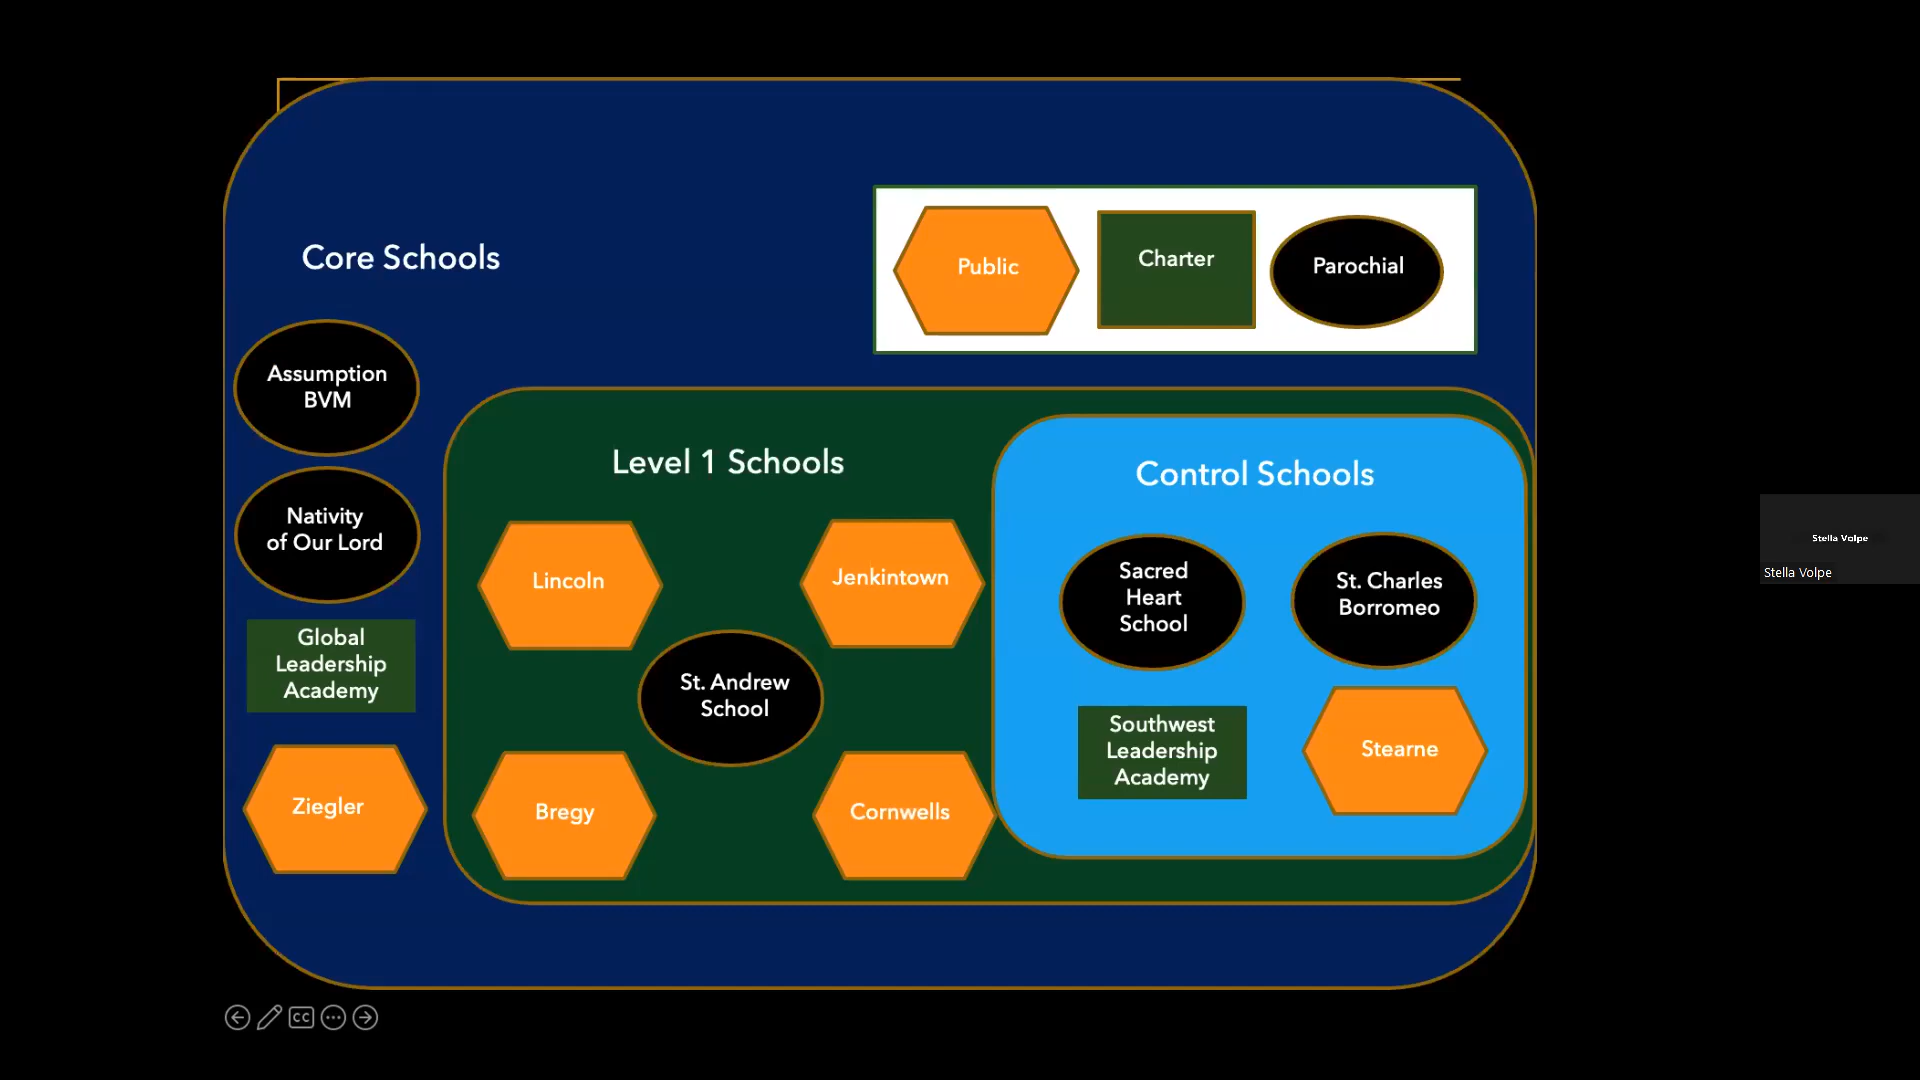 Core Schools
Public
Charter
Parochial
Assumption
BVM
Nativity
of Our Lord
Global
Leadership
Academy
Ziegler
Level 1 Schools
Lincoln
Jenkintown
St. Andrew
School
Bregy
Cornwells
Control Schools
Sacred
Heart
School
St. Charles
Borromeo
Southwest
Leadership
Academy
Stearne
Stella Volpe
Stella Volpe
CC